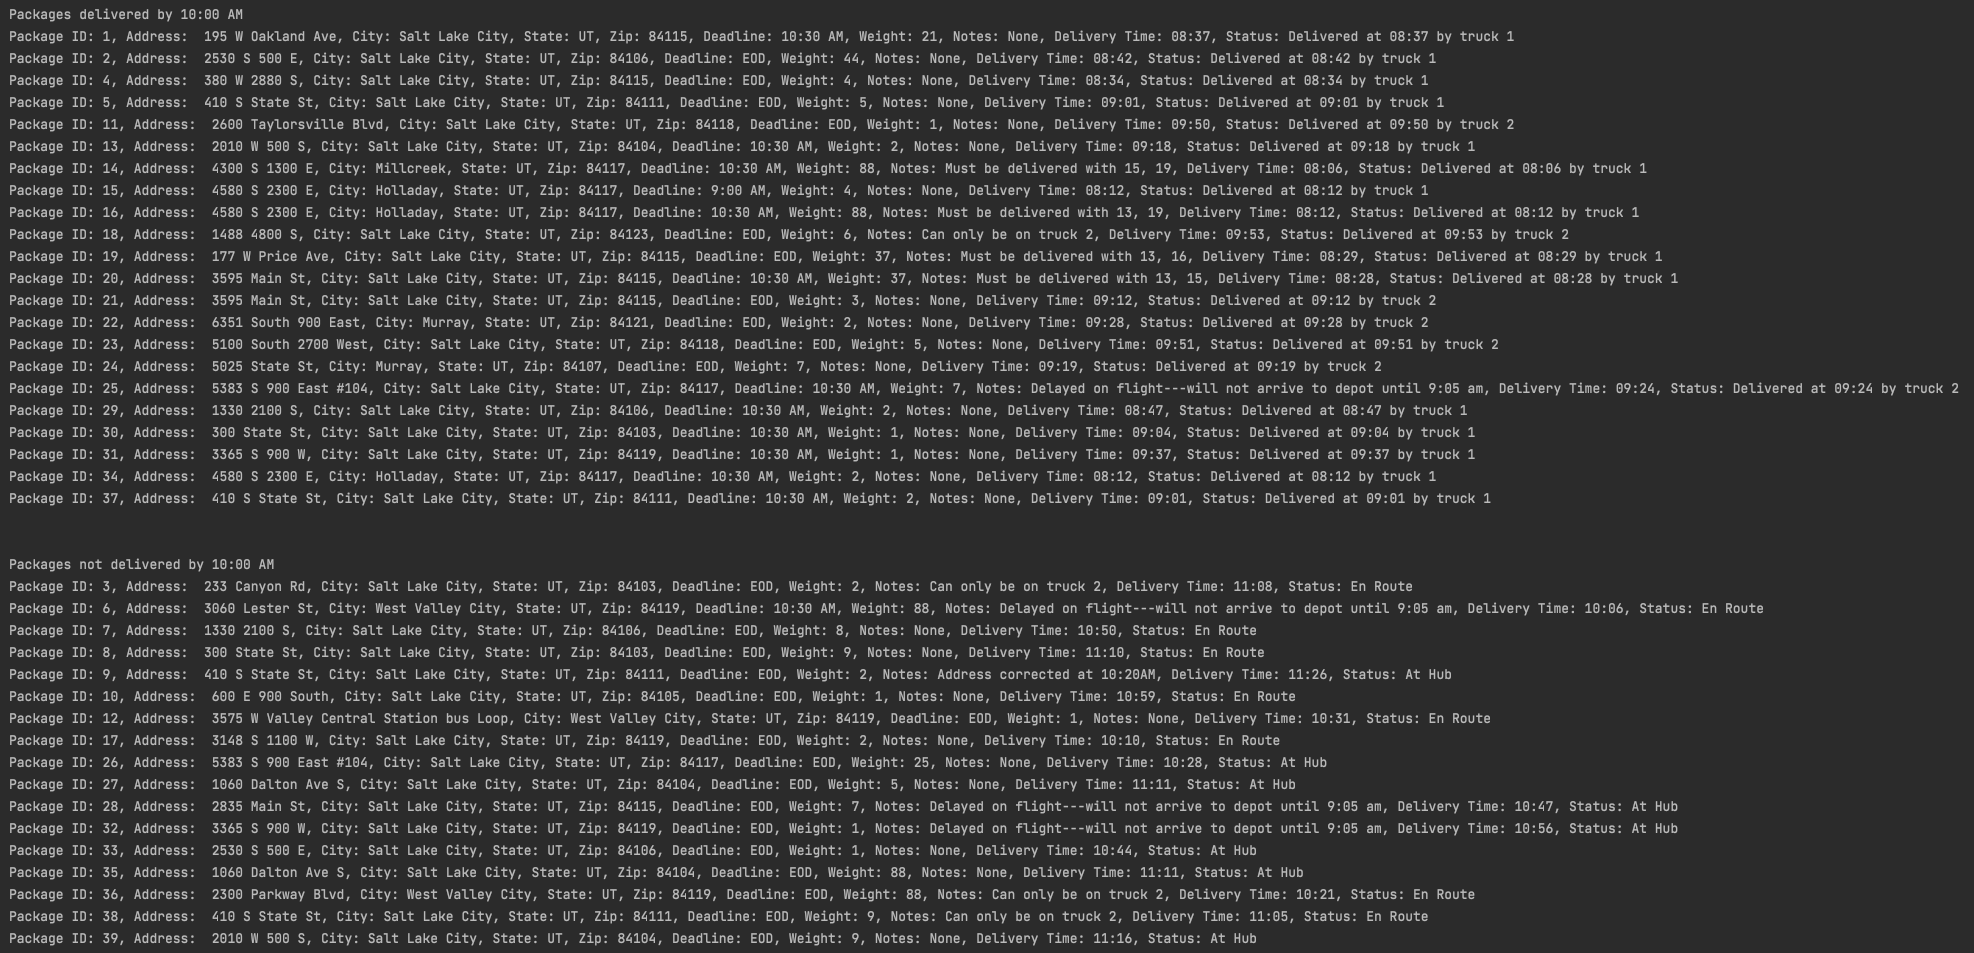 Packages delivered by 10:00 AM
Package ID: 1, Address:  195 W Oakland Ave, City: Salt Lake City, State: UT, Zip: 84115, Deadline: 10:30 AM, Weight: 21, Notes: None, Delivery Time: 08:37, Status: Delivered at 08:37 by truck 1
Package ID: 2, Address:  2530 S 500 E, City: Salt Lake City, State: UT, Zip: 84106, Deadline: EOD, Weight: 44, Notes: None, Delivery Time: 08:42, Status: Delivered at 08:42 by truck 1
Package ID: 4, Address:  380 W 2880 S, City: Salt Lake City, State: UT, Zip: 84115, Deadline: EOD, Weight: 4, Notes: None, Delivery Time: 08:34, Status: Delivered at 08:34 by truck 1
Package ID: 5, Address:  410 S State St, City: Salt Lake City, State: UT, Zip: 84111, Deadline: EOD, Weight: 5, Notes: None, Delivery Time: 09:01, Status: Delivered at 09:01 by truck 1
Package ID: 11, Address:  2600 Taylorsville Blvd, City: Salt Lake City, State: UT, Zip: 84118, Deadline: EOD, Weight: 1, Notes: None, Delivery Time: 09:50, Status: Delivered at 09:50 by truck 2
Package ID: 13, Address:  2010 W 500 S, City: Salt Lake City, State: UT, Zip: 84104, Deadline: 10:30 AM, Weight: 2, Notes: None, Delivery Time: 09:18, Status: Delivered at 09:18 by truck 1
Package ID: 14, Address:  4300 S 1300 E, City: Millcreek, State: UT, Zip: 84117, Deadline: 10:30 AM, Weight: 88, Notes: Must be delivered with 15, 19, Delivery Time: 08:06, Status: Delivered at 08:06 by truck 1
Package ID: 15, Address:  4580 S 2300 E, City: Holladay, State: UT, Zip: 84117, Deadline: 9:00 AM, Weight: 4, Notes: None, Delivery Time: 08:12, Status: Delivered at 08:12 by truck 1
Package ID: 16, Address:  4580 S 2300 E, City: Holladay, State: UT, Zip: 84117, Deadline: 10:30 AM, Weight: 88, Notes: Must be delivered with 13, 19, Delivery Time: 08:12, Status: Delivered at 08:12 by truck 1
Package ID: 18, Address:  1488 4800 S, City: Salt Lake City, State: UT, Zip: 84123, Deadline: EOD, Weight: 6, Notes: Can only be on truck 2, Delivery Time: 09:53, Status: Delivered at 09:53 by truck 2
Package ID: 19, Address:  177 W Price Ave, City: Salt Lake City, State: UT, Zip: 84115, Deadline: EOD, Weight: 37, Notes: Must be delivered with 13, 16, Delivery Time: 08:29, Status: Delivered at 08:29 by truck 1
Package ID: 20, Address:  3595 Main St, City: Salt Lake City, State: UT, Zip: 84115, Deadline: 10:30 AM, Weight: 37, Notes: Must be delivered with 13, 15, Delivery Time: 08:28, Status: Delivered at 08:28 by truck 1
Package ID: 21, Address:  3595 Main St, City: Salt Lake City, State: UT, Zip: 84115, Deadline: EOD, Weight: 3, Notes: None, Delivery Time: 09:12, Status: Delivered at 09:12 by truck 2
Package ID: 22, Address:  6351 South 900 East, City: Murray, State: UT, Zip: 84121, Deadline: EOD, Weight: 2, Notes: None, Delivery Time: 09:28, Status: Delivered at 09:28 by truck 2
Package ID: 23, Address:  5100 South 2700 West, City: Salt Lake City, State: UT, Zip: 84118, Deadline: EOD, Weight: 5, Notes: None, Delivery Time: 09:51, Status: Delivered at 09:51 by truck 2
Package ID: 24, Address:  5025 State St, City: Murray, State: UT, Zip: 84107, Deadline: EOD, Weight: 7, Notes: None, Delivery Time: 09:19, Status: Delivered at 09:19 by truck 2
Package ID: 25, Address:  5383 S 900 East #104, City: Salt Lake City, State: UT, Zip: 84117, Deadline: 10:30 AM, Weight: 7, Notes: Delayed on flight---will not arrive to depot until 9:05 am, Delivery Time: 09:24, Status: Delivered at 09:24 by truck 2
Package ID: 29, Address:  1330 2100 S, City: Salt Lake City, State: UT, Zip: 84106, Deadline: 10:30 AM, Weight: 2, Notes: None, Delivery Time: 08:47, Status: Delivered at 08:47 by truck 1
Package ID: 30, Address:  300 State St, City: Salt Lake City, State: UT, Zip: 84103, Deadline: 10:30 AM, Weight: 1, Notes: None, Delivery Time: 09:04, Status: Delivered at 09:04 by truck 1
Package ID: 31, Address:  3365 S 900 W, City: Salt Lake City, State: UT, Zip: 84119, Deadline: 10:30 AM, Weight: 1, Notes: None, Delivery Time: 09:37, Status: Delivered at 09:37 by truck 1
Package ID: 34, Address:  4580 S 2300 E, City: Holladay, State: UT, Zip: 84117, Deadline: 10:30 AM, Weight: 2, Notes: None, Delivery Time: 08:12, Status: Delivered at 08:12 by truck 1
Package ID: 37, Address:  410 S State St, City: Salt Lake City, State: UT, Zip: 84111, Deadline: 10:30 AM, Weight: 2, Notes: None, Delivery Time: 09:01, Status: Delivered at 09:01 by truck 1
Packages not delivered by 10:00 AM
Package ID: 3, Address:  233 Canyon Rd, City: Salt Lake City, State: UT, Zip: 84103, Deadline: EOD, Weight: 2, Notes: Can only be on truck 2, Delivery Time: 11:08, Status: En Route
Package ID: 6, Address:  3060 Lester St, City: West Valley City, State: UT, Zip: 84119, Deadline: 10:30 AM, Weight: 88, Notes: Delayed on flight---will not arrive to depot until 9:05 am, Delivery Time: 10:06, Status: En Route
Package ID: 7, Address:  1330 2100 S, City: Salt Lake City, State: UT, Zip: 84106, Deadline: EOD, Weight: 8, Notes: None, Delivery Time: 10:50, Status: En Route
Package ID: 8, Address:  300 State St, City: Salt Lake City, State: UT, Zip: 84103, Deadline: EOD, Weight: 9, Notes: None, Delivery Time: 11:10, Status: En Route
Package ID: 9, Address:  410 S State St, City: Salt Lake City, State: UT, Zip: 84111, Deadline: EOD, Weight: 2, Notes: Address corrected at 10:20AM, Delivery Time: 11:26, Status: At Hub
Package ID: 10, Address:  600 E 900 South, City: Salt Lake City, State: UT, Zip: 84105, Deadline: EOD, Weight: 1, Notes: None, Delivery Time: 10:59, Status: En Route
Package ID: 12, Address:  3575 W Valley Central Station bus Loop, City: West Valley City, State: UT, Zip: 84119, Deadline: EOD, Weight: 1, Notes: None, Delivery Time: 10:31, Status: En Route
Package ID: 17, Address:  3148 S 1100 W, City: Salt Lake City, State: UT, Zip: 84119, Deadline: EOD, Weight: 2, Notes: None, Delivery Time: 10:10, Status: En Route
Package ID: 26, Address:  5383 S 900 East #104, City: Salt Lake City, State: UT, Zip: 84117, Deadline: EOD, Weight: 25, Notes: None, Delivery Time: 10:28, Status: At Hub
Package ID: 27, Address:  1060 Dalton Ave S, City: Salt Lake City, State: UT, Zip: 84104, Deadline: EOD, Weight: 5, Notes: None, Delivery Time: 11:11, Status: At Hub
Package ID: 28, Address:  2835 Main St, City: Salt Lake City, State: UT, Zip: 84115, Deadline: EOD, Weight: 7, Notes: Delayed on flight---will not arrive to depot until 9:05 am, Delivery Time: 10:47, Status: At Hub
Package ID: 32, Address:  3365 S 900 W, City: Salt Lake City, State: UT, Zip: 84119, Deadline: EOD, Weight: 1, Notes: Delayed on flight---will not arrive to depot until 9:05 am, Delivery Time: 10:56, Status: At Hub
Package ID: 33, Address:  2530 S 500 E, City: Salt Lake City, State: UT, Zip: 84106, Deadline: EOD, Weight: 1, Notes: None, Delivery Time: 10:44, Status: At Hub
Package ID: 35, Address:  1060 Dalton Ave S, City: Salt Lake City, State: UT, Zip: 84104, Deadline: EOD, Weight: 88, Notes: None, Delivery Time: 11:11, Status: At Hub
Package ID: 36, Address:  2300 Parkway Blvd, City: West Valley City, State: UT, Zip: 84119, Deadline: EOD, Weight: 88, Notes: Can only be on truck 2, Delivery Time: 10:21, Status: En Route
Package ID: 38, Address:  410 S State St, City: Salt Lake City, State: UT, Zip: 84111, Deadline: EOD, Weight: 9, Notes: Can only be on truck 2, Delivery Time: 11:05, Status: En Route
Package ID: 39, Address:  2010 W 500 S, City: Salt Lake City, State: UT, Zip: 84104, Deadline: EOD, Weight: 9, Notes: None, Delivery Time: 11:16, Status: At Hub